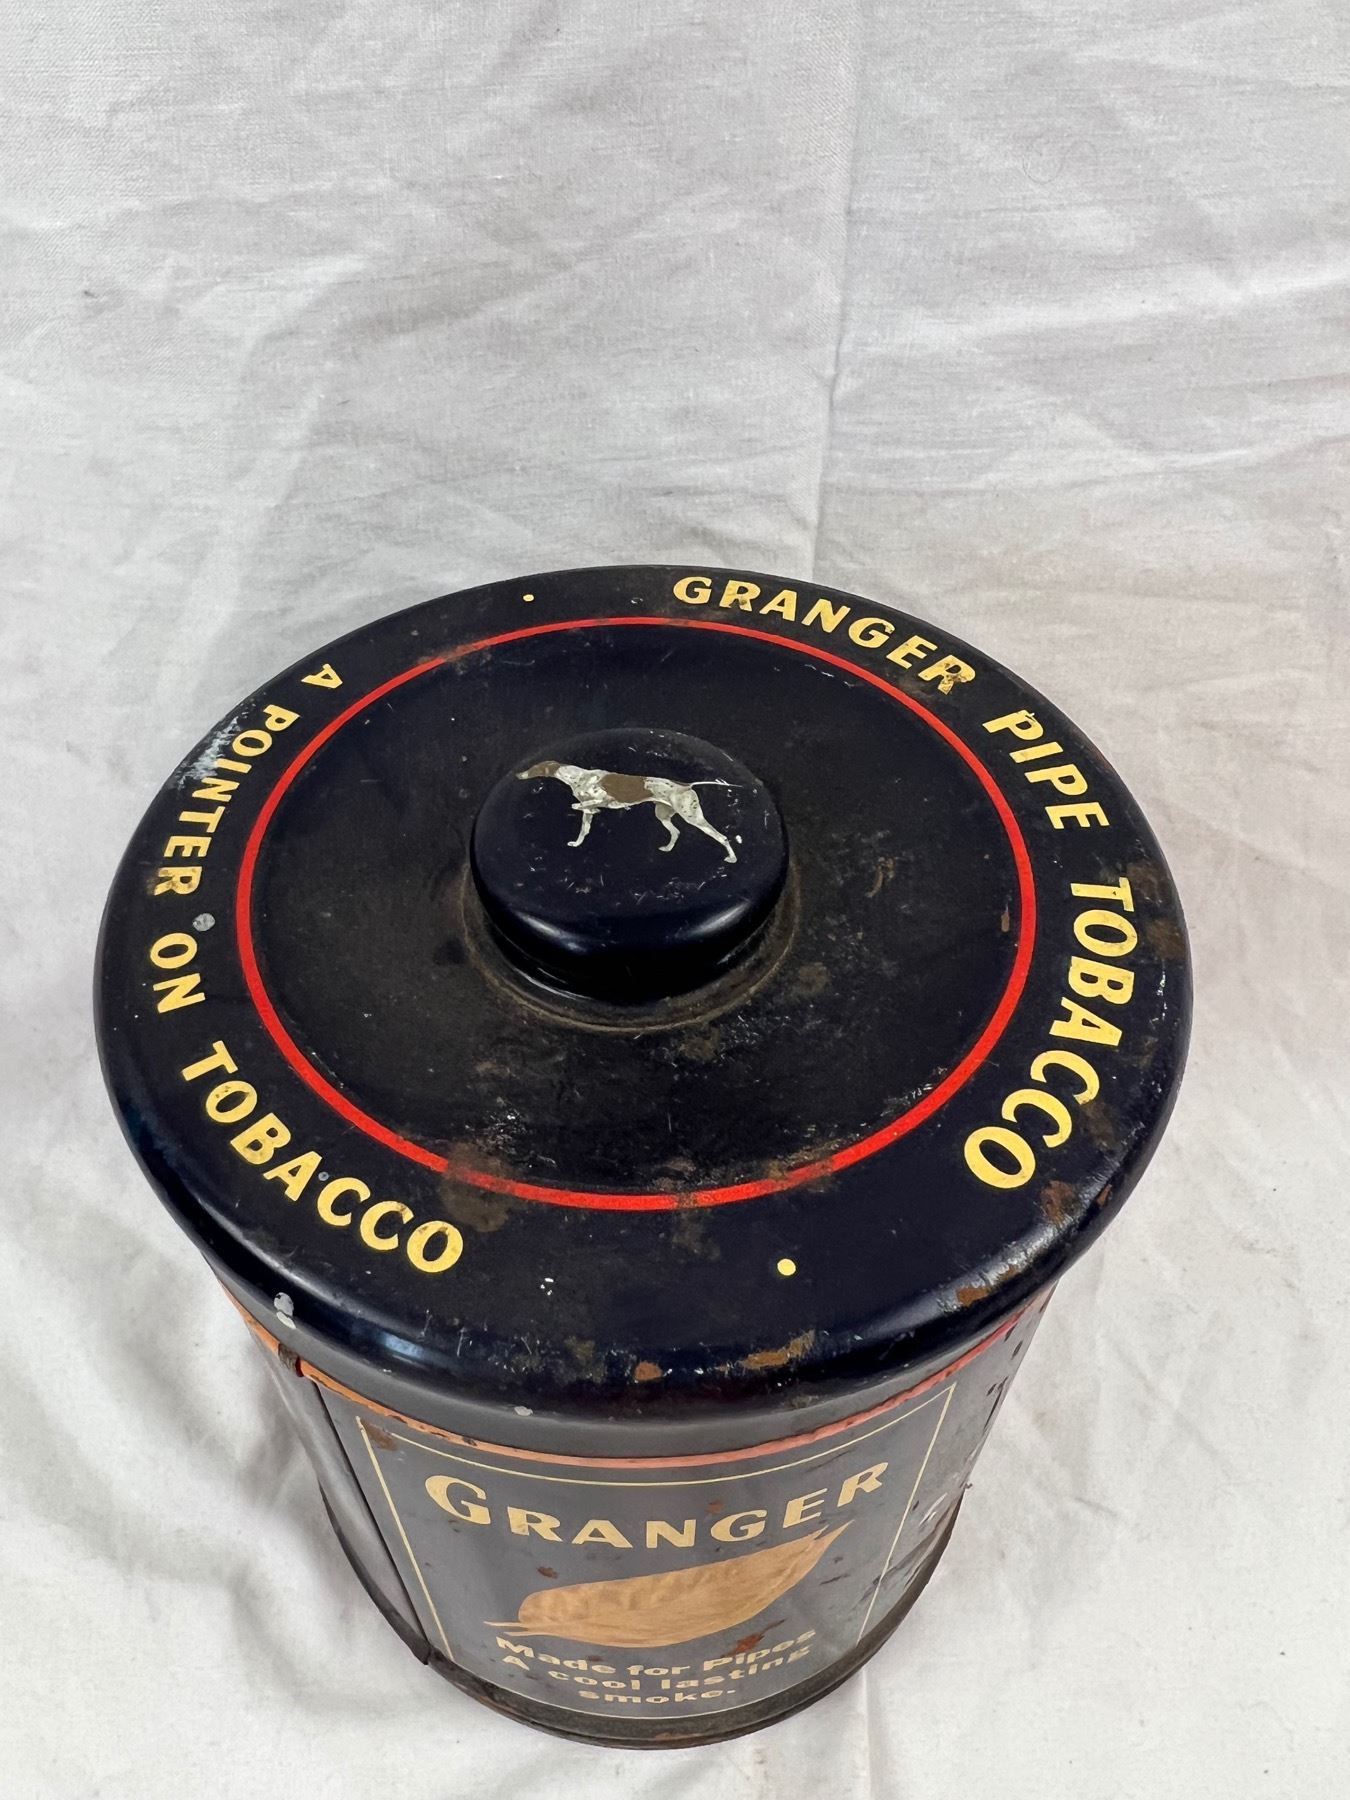 GRANGER PIPE TOBACCO
A POINTER ON TOBACCO
GRANGER
Made for Pipes
A cool lasting
smoke.